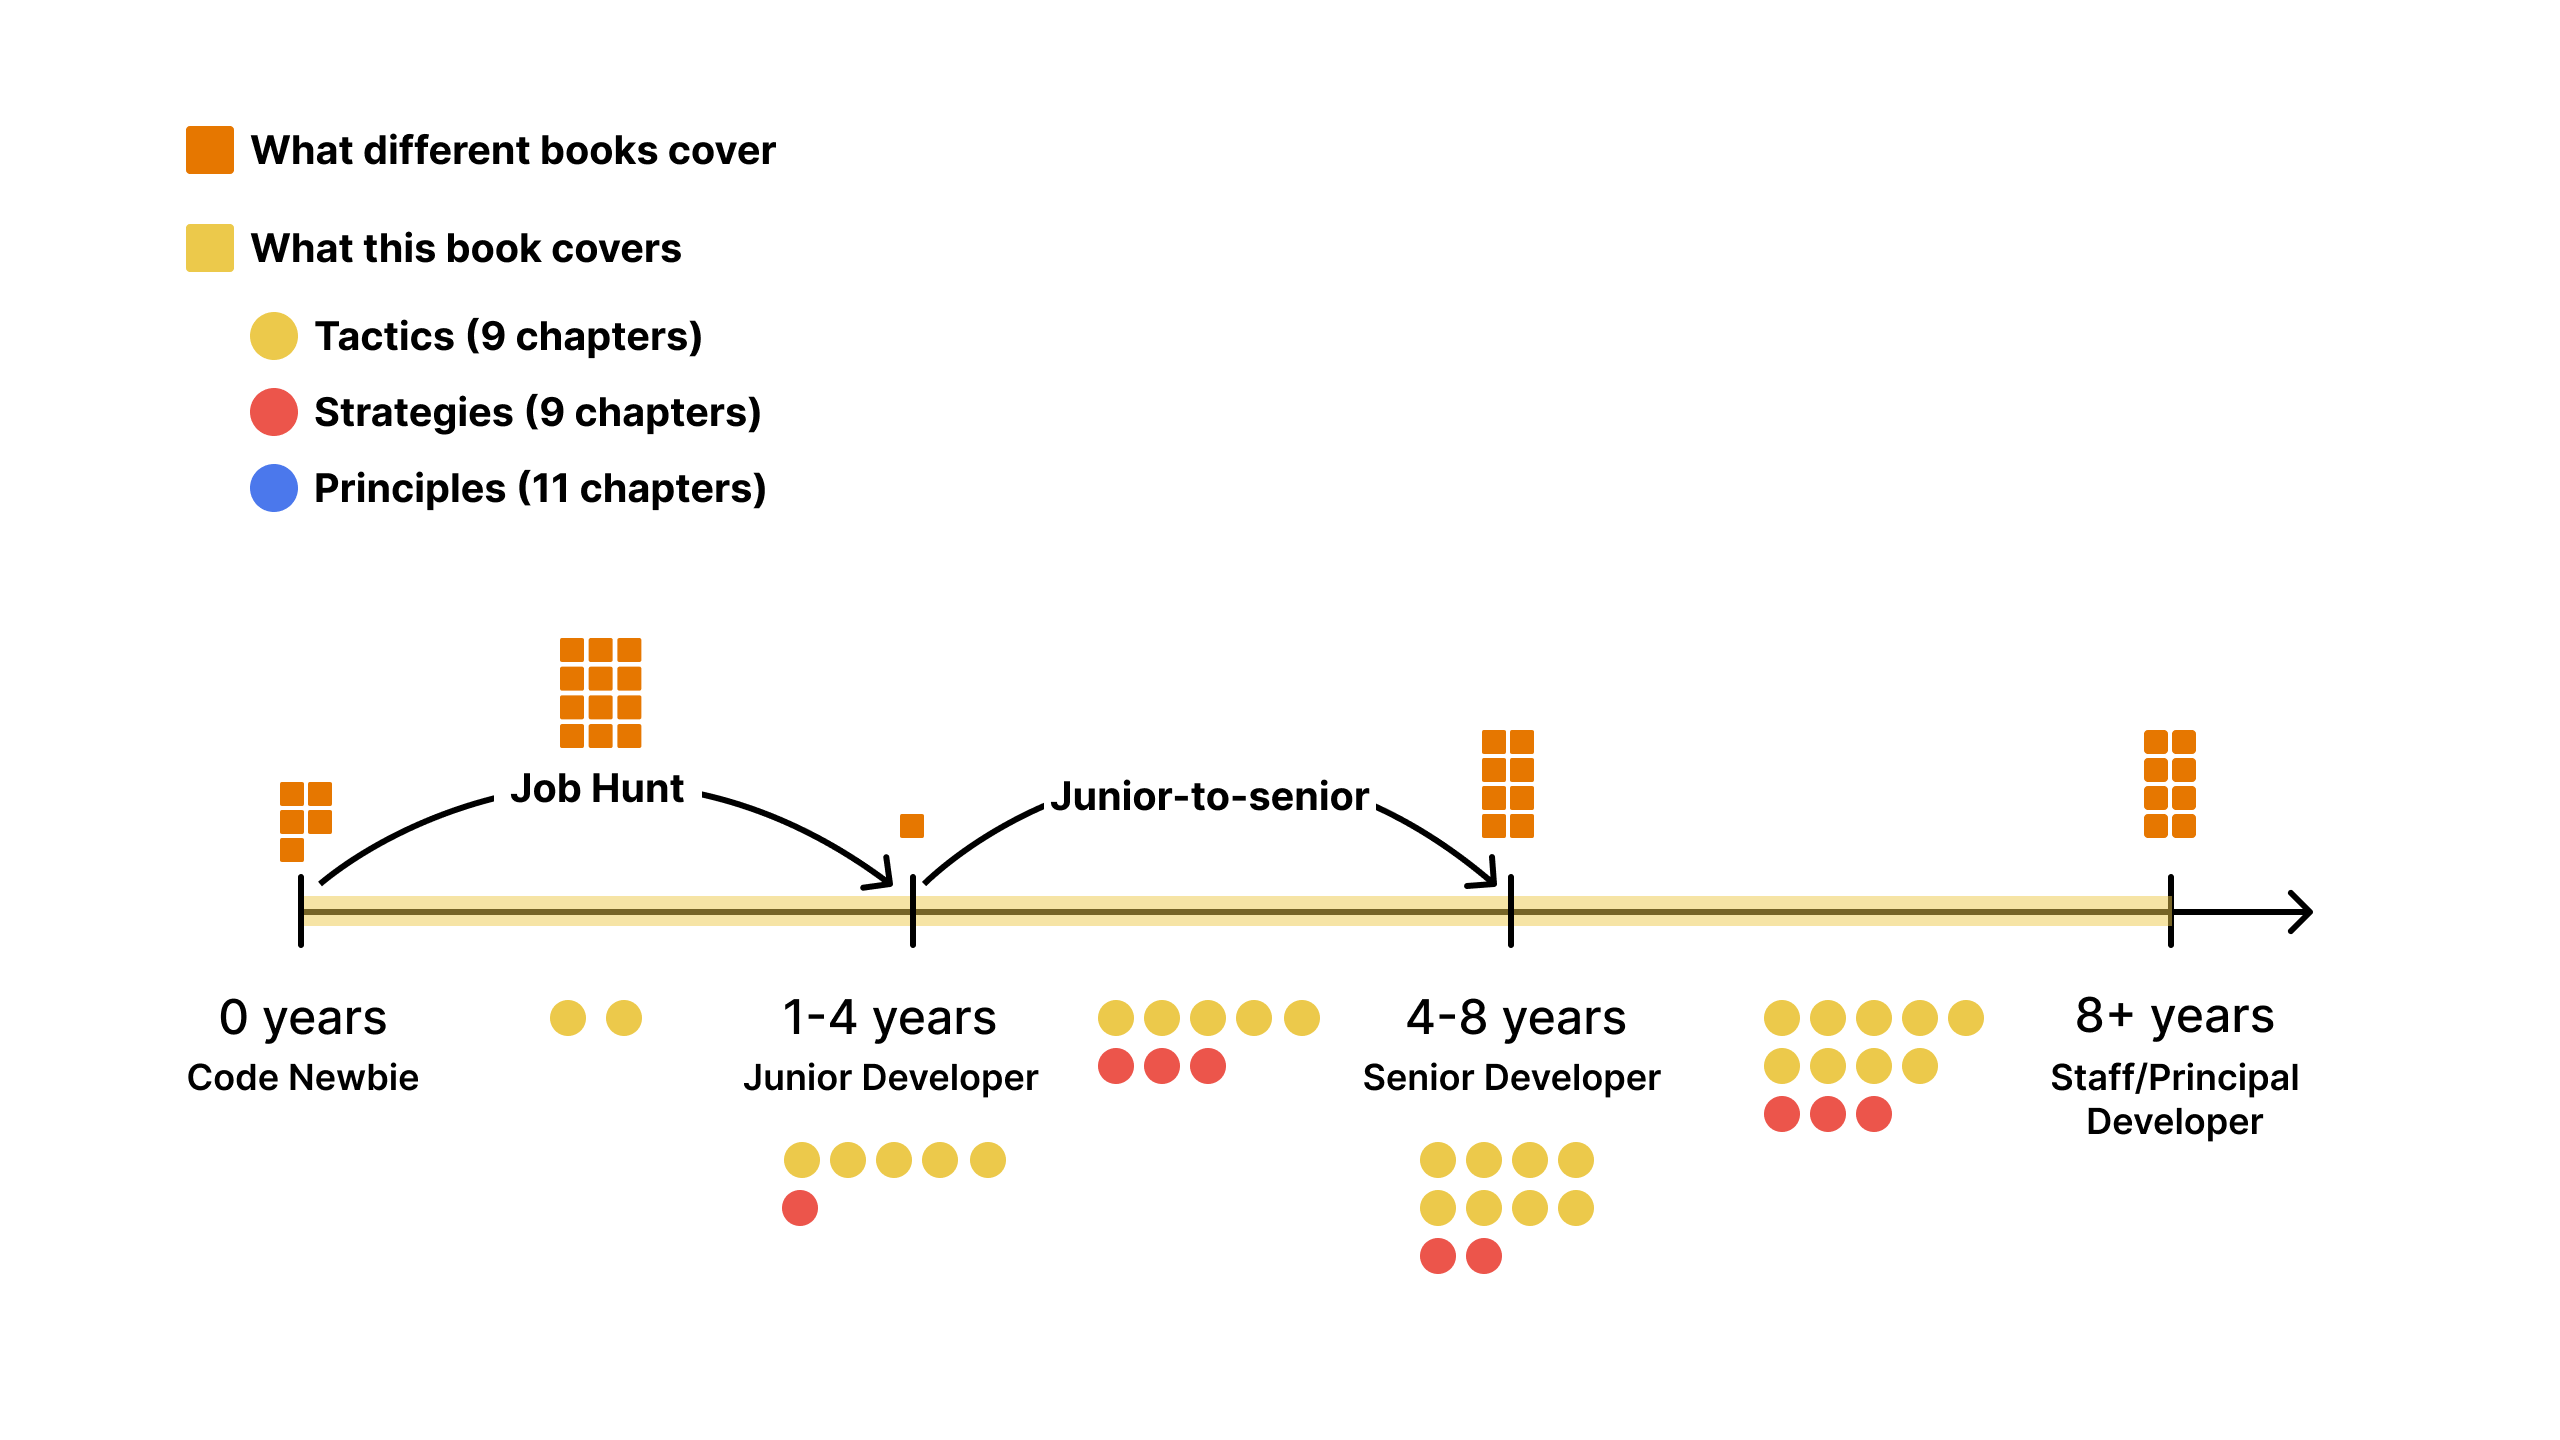 What different books cover
What this book covers
Tactics (9 chapters)
Strategies (9 chapters)
Principles (11 chapters)
Job Hunt
Junior-to-senior
0 years
Code Newbie
1-4 years
Junior Developer
4-8 years
Senior Developer
8+ years
Staff/Principal
Developer